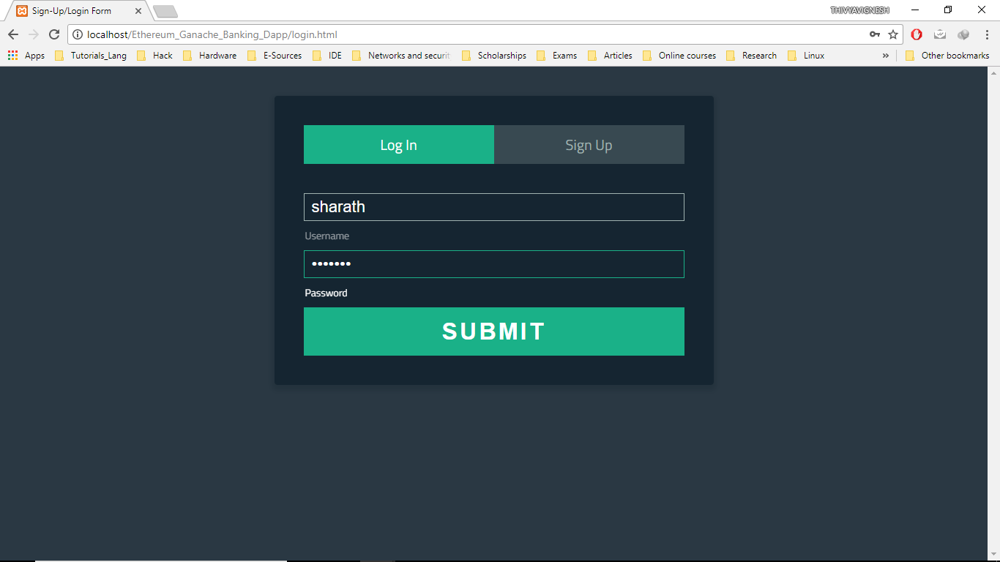 Sign-Up/Login Form
THIVYAVIGNESH
localhost/Ethereum_Ganache_Banking_Dapp/login.html
Apps Tutorials_Lang Hack Hardware E-Sources IDE Networks and securit Scholarships Exams Articles Online courses Research Linux » Other bookmarks
Log In Sign Up
sharath
Username
•••••••
Password
SUBMIT